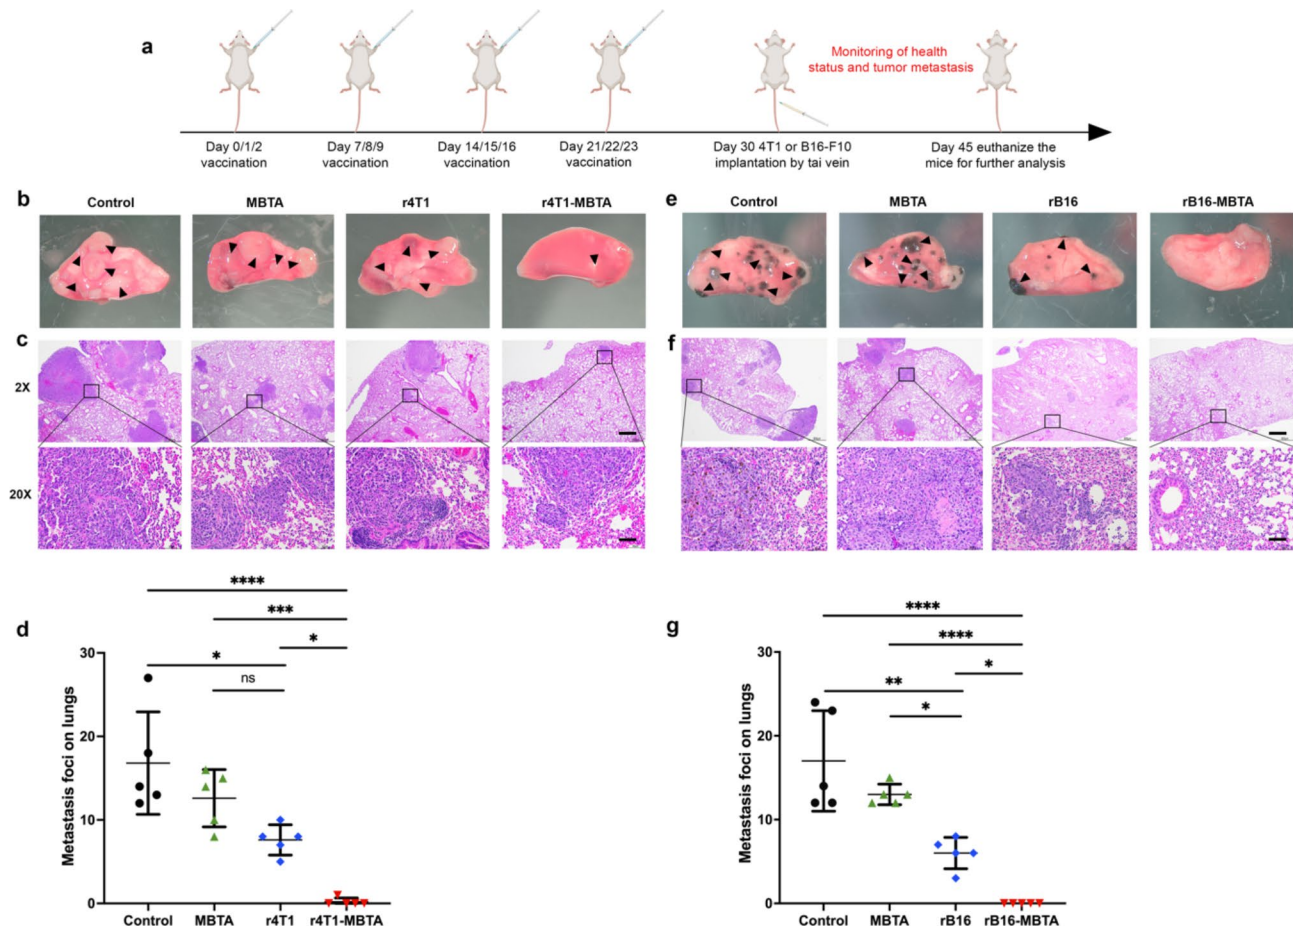 a
Monitoring of health
status and tumor metastasis
Day 0/1/2
vaccination
Day 7/8/9
vaccination
Day 14/15/16
vaccination
Day 21/22/23
vaccination
Day 30 4T1 or B16-F10
implantation by tai vein
Day 45 euthanize the
mice for further analysis
b
Control
MBTA
r4T1
r4T1-MBTA
c
2X
20X
e
Control
MBTA
rB16
rB16-MBTA
f
d
****
***
*
*
ns
Metastasis foci on lungs
30
20
10
0
Control
MBTA
r4T1
r4T1-MBTA
g
****
****
*
**
*
Metastasis foci on lungs
30
20
10
0
Control
MBTA
rB16
rB16-MBTA